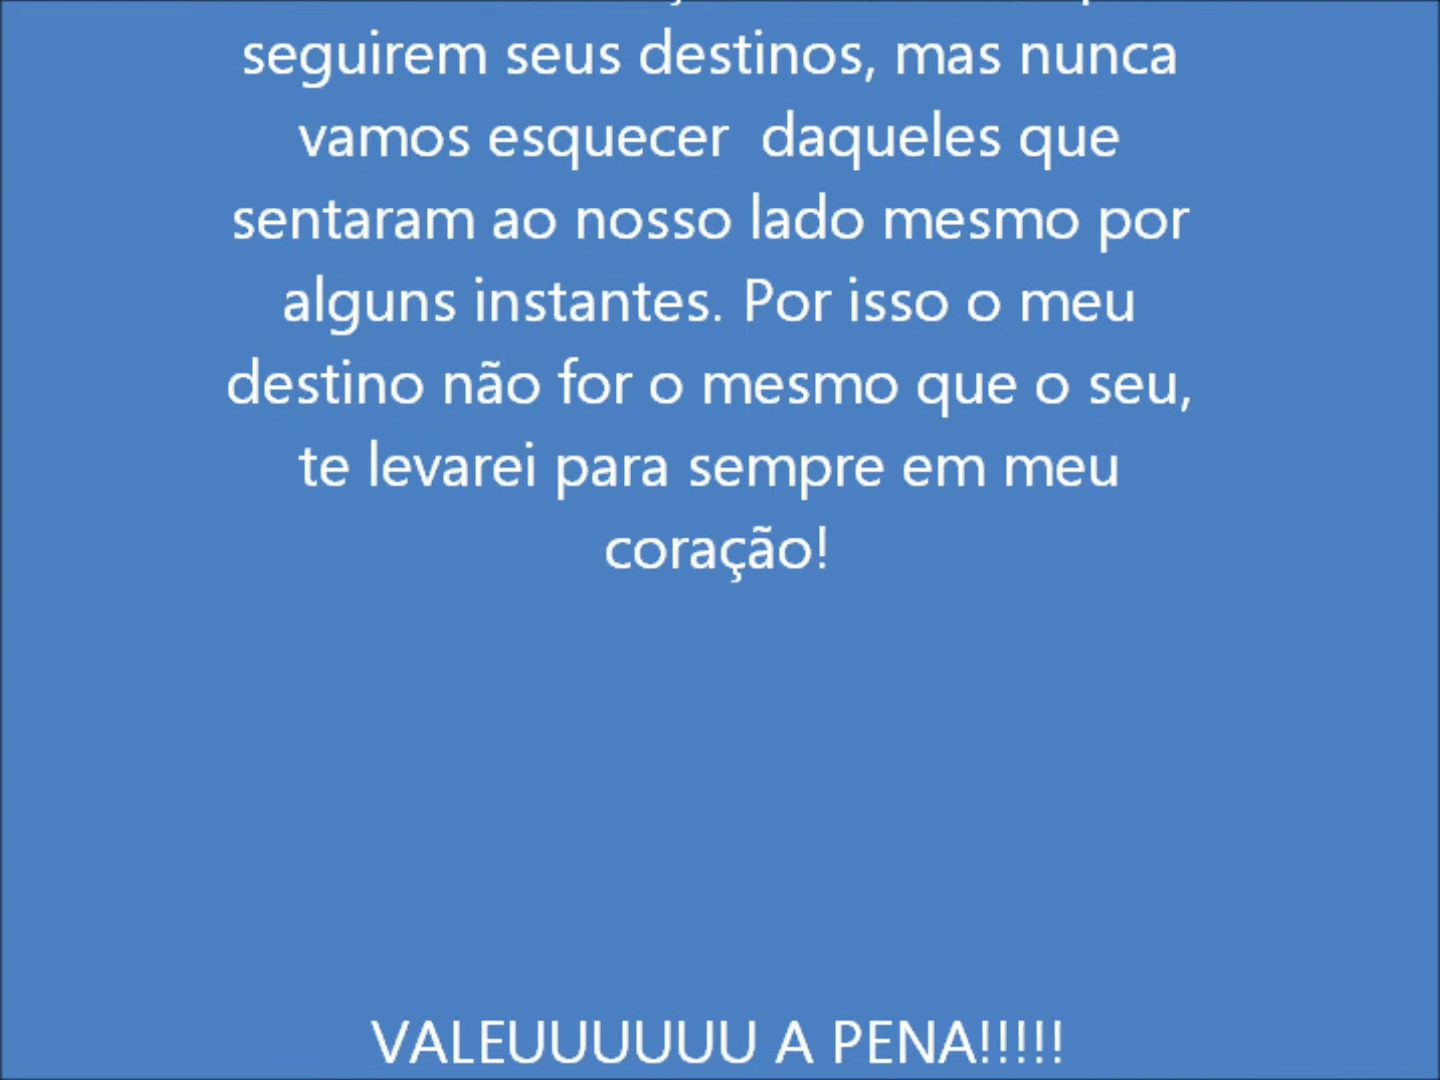 seguirem seus destinos, mas nunca
vamos esquecer daqueles que
sentaram ao nosso lado mesmo por
alguns instantes. Por isso o meu
destino não for o mesmo que o seu,
te levarei para sempre em meu
coração!
VALEUUUUUU A PENA!!!!!